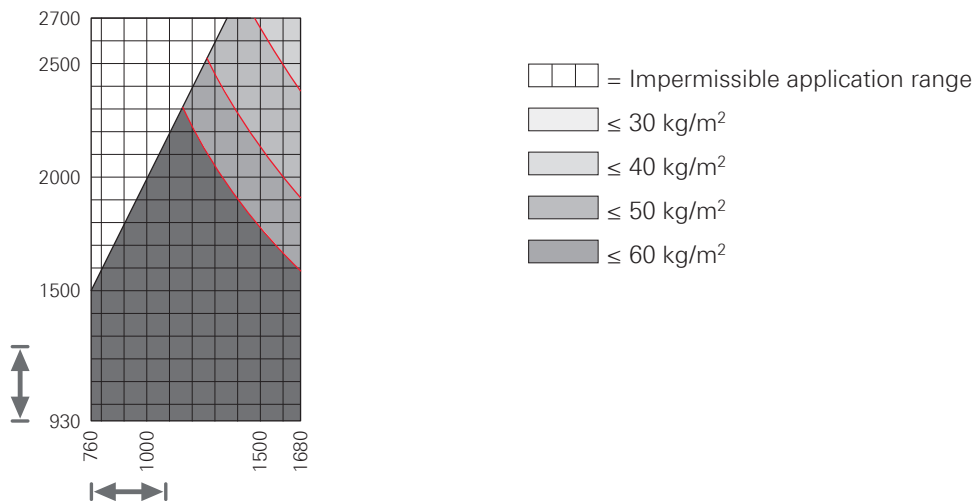 2700
2500
2000
1500
930
760
1000
1500
1680
= Impermissible application range
≤ 30 kg/m²
≤ 40 kg/m²
≤ 50 kg/m²
≤ 60 kg/m²